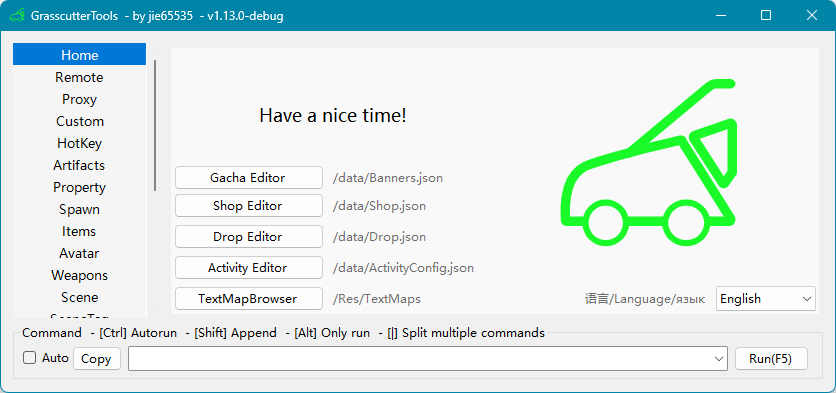 GrasscutterTools - by jie65535 - v1.13.0-debug
Home
Remote
Proxy
Custom
HotKey
Artifacts
Property
Spawn
Items
Avatar
Weapons
Scene
SceneTag
Have a nice time!
Gacha Editor /data/Banners.json
Shop Editor /data/Shop.json
Drop Editor /data/Drop.json
Activity Editor /data/ActivityConfig.json
TextMapBrowser /Res/TextMaps
语言/Language/язык English
Command - [Ctrl] Autorun - [Shift] Append - [Alt] Only run - [|] Split multiple commands
Auto Copy Run(F5)